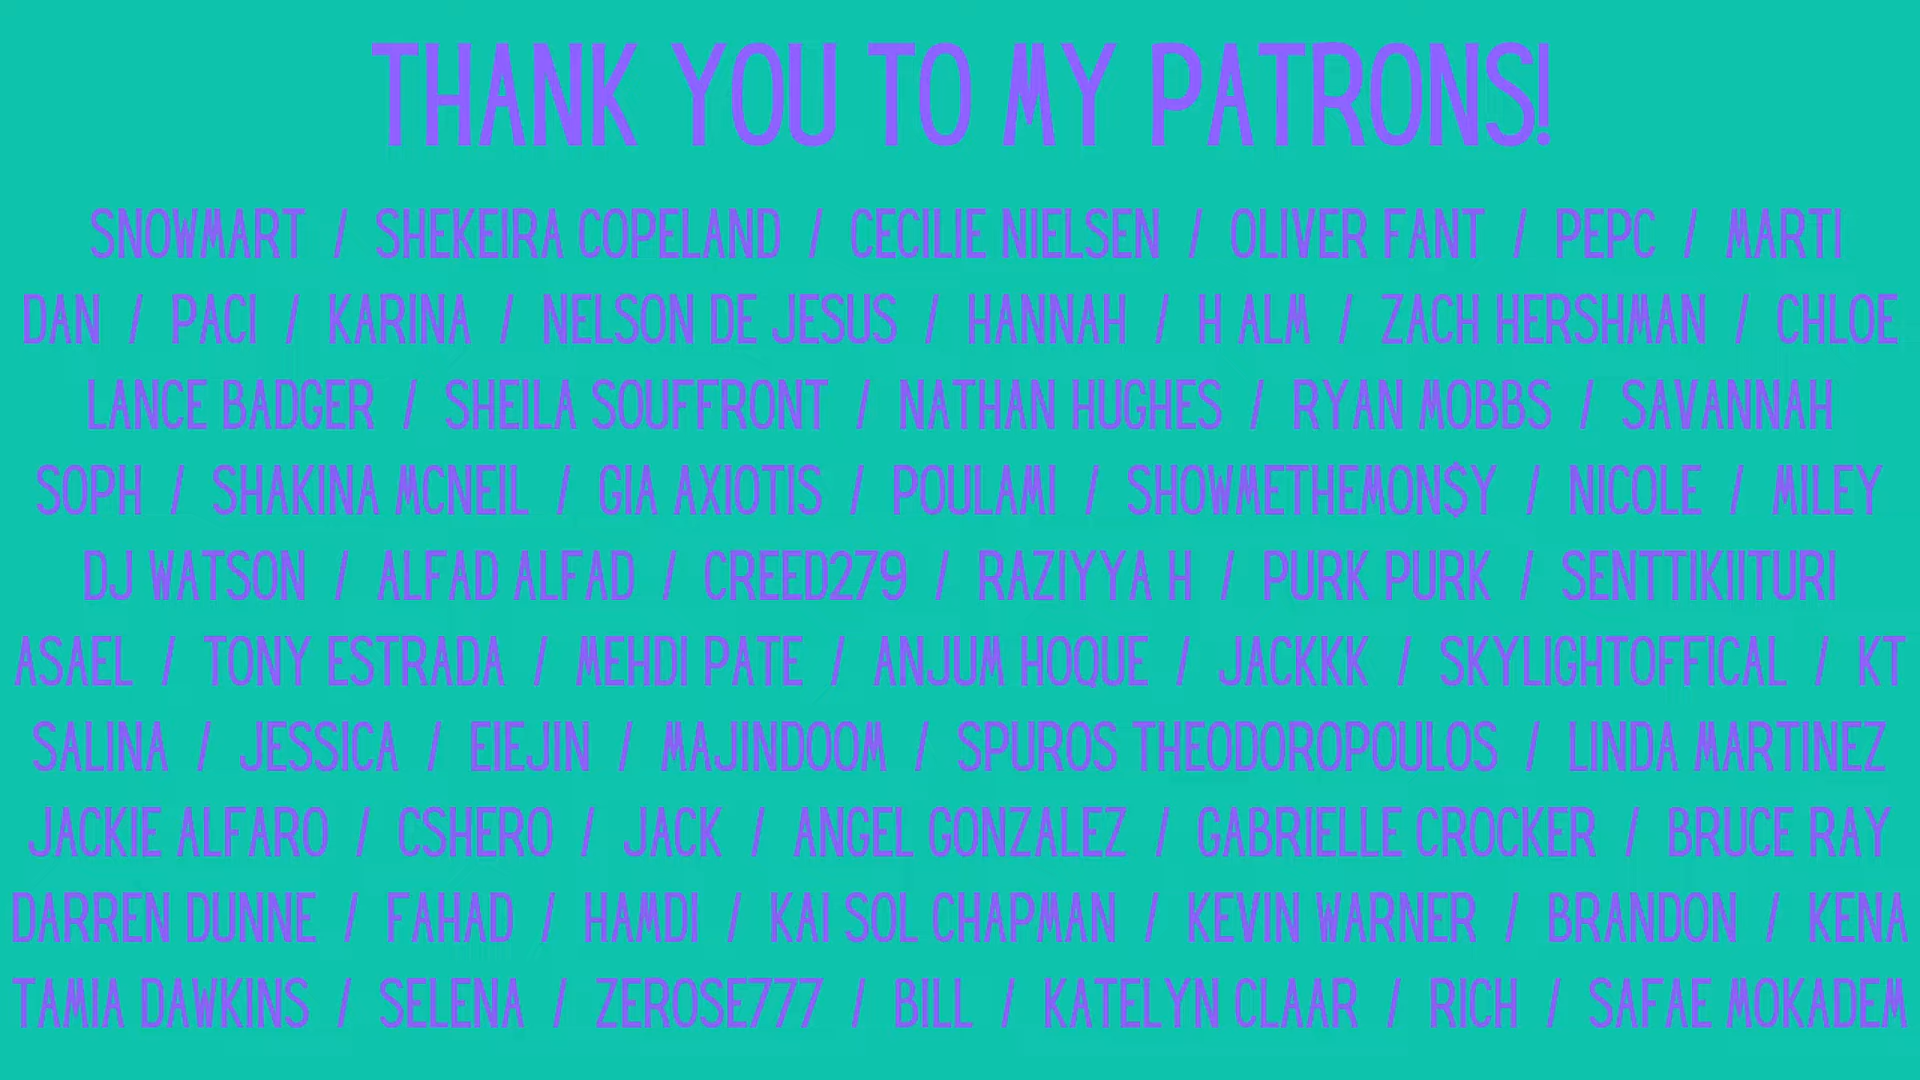 THANK YOU TO MY PATRONS!
SNOWMART / SHEKEIRA COPELAND / CECILIE NIELSEN / OLIVER FANT / PEPC / MARTI
DAN / PACI / KARINA / NELSON DE JESUS / HANNAH / H ALM / ZACH HERSHMAN / CHLOE
LANCE BADGER / SHEILA SOUFFRONT / NATHAN HUGHES / RYAN MOBBS / SAVANNAH
SOPH / SHAKINA MCNEIL / GIA AXIOTIS / POULAMI / SHOWMETHEMON$Y / NICOLE / MILEY
DJ WATSON / ALFAD ALFAD / CREED279 / RAZIYYA H / PURK PURK / SENTTIKIITURI
ASAEL / TONY ESTRADA / MEHDI PATE / ANJUM HOQUE / JACKKK / SKYLIGHTOFFICAL / KT
SALINA / JESSICA / EIEJIN / MAJINDOOM / SPUROS THEODOROPOULOS / LINDA MARTINEZ
JACKIE ALFARO / CSHERO / JACK / ANGEL GONZALEZ / GABRIELLE CROCKER / BRUCE RAY
DARREN DUNNE / FAHAD / HAMDI / KAI SOL CHAPMAN / KEVIN WARNER / BRANDON / KENA
TAMIA DAWKINS / SELENA / ZEROSE777 / BILL / KATELYN CLAAR / RICH / SAFAE MOKADEM